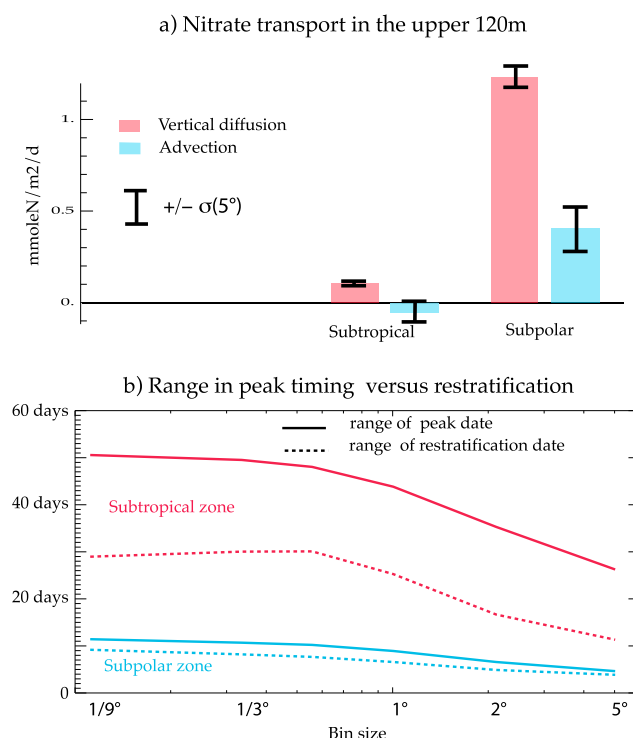 a) Nitrate transport in the upper 120m
mmoleN/m2/d
1.
0.5
0.
Vertical diffusion
Advection
+/− σ(5°)
Subtropical
Subpolar
b) Range in peak timing versus restratification
60 days
40 days
20 days
0
range of peak date
range of restratification date
Subtropical zone
Subpolar zone
1/9° 1/3° 1° 2° 5°
Bin size